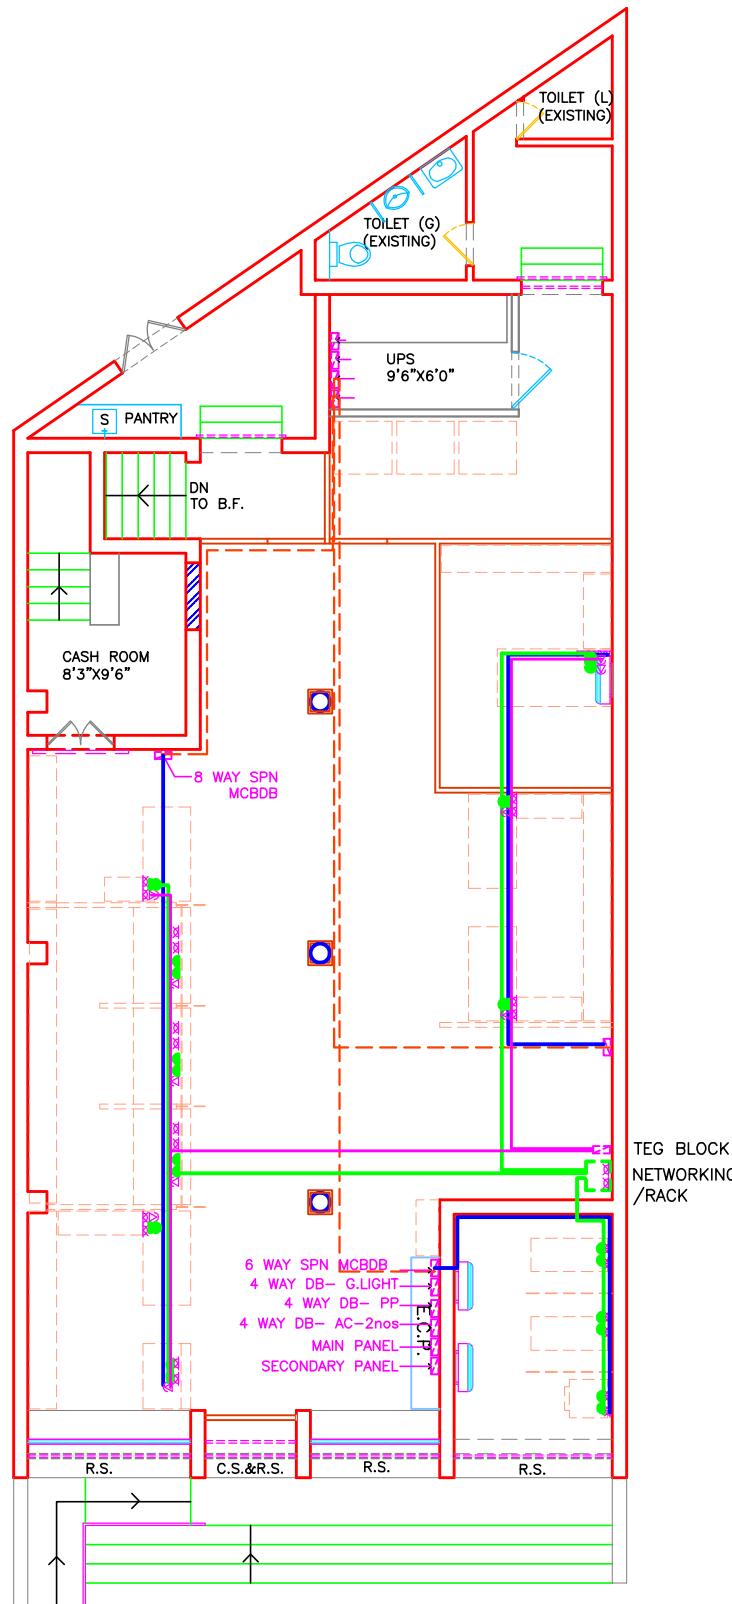 TOILET (L)
(EXISTING)
TOILET (G)
(EXISTING)
UPS
9'6"X6'0"
S PANTRY
DN
TO B.F.
CASH ROOM
8'3"X9'6"
8 WAY SPN
MCBDB
TEG BLOCK
NETWORKING
/RACK
6 WAY SPN MCBDB
4 WAY DB- G.LIGHT
4 WAY DB- PP
4 WAY DB- AC-2nos
MAIN PANEL
SECONDARY PANEL
E.C.P.
R.S.
C.S.&R.S.
R.S.
R.S.